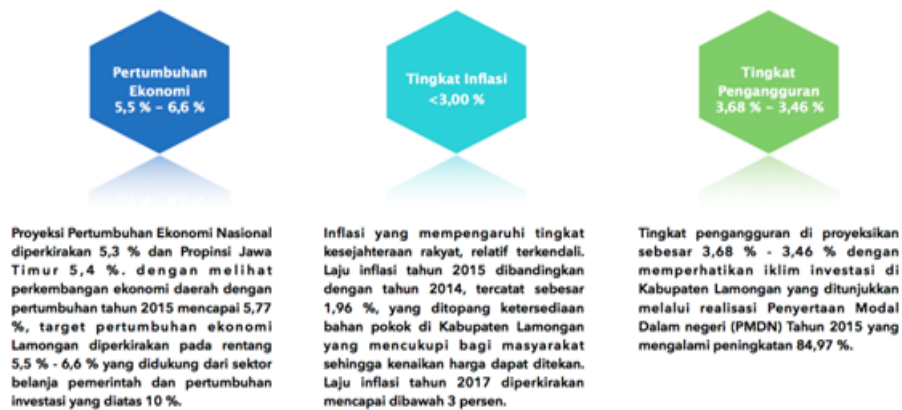 Pertumbuhan
Ekonomi
5,5 % – 6,6 %
Proyeksi Pertumbuhan Ekonomi Nasional
diperkirakan 5,3 % dan Propinsi Jawa
Timur 5,4 %. dengan melihat
perkembangan ekonomi daerah dengan
pertumbuhan tahun 2015 mencapai 5,77
%, target pertumbuhan ekonomi
Lamongan diperkirakan pada rentang
5,5 % - 6,6 % yang didukung dari sektor
belanja pemerintah dan pertumbuhan
investasi yang diatas 10 %.
Tingkat Inflasi
<3,00 %
Inflasi yang mempengaruhi tingkat
kesejahteraan rakyat, relatif terkendali.
Laju inflasi tahun 2015 dibandingkan
dengan tahun 2014, tercatat sebesar
1,96 %, yang ditopang ketersediaan
bahan pokok di Kabupaten Lamongan
yang mencukupi bagi masyarakat
sehingga kenaikan harga dapat ditekan.
Laju inflasi tahun 2017 diperkirakan
mencapai dibawah 3 persen.
Tingkat
Pengangguran
3,68 % – 3,46 %
Tingkat pengangguran di proyeksikan
sebesar 3,68 % - 3,46 % dengan
memperhatikan iklim investasi di
Kabupaten Lamongan yang ditunjukkan
melalui realisasi Penyertaan Modal
Dalam negeri (PMDN) Tahun 2015 yang
mengalami peningkatan 84,97 %.